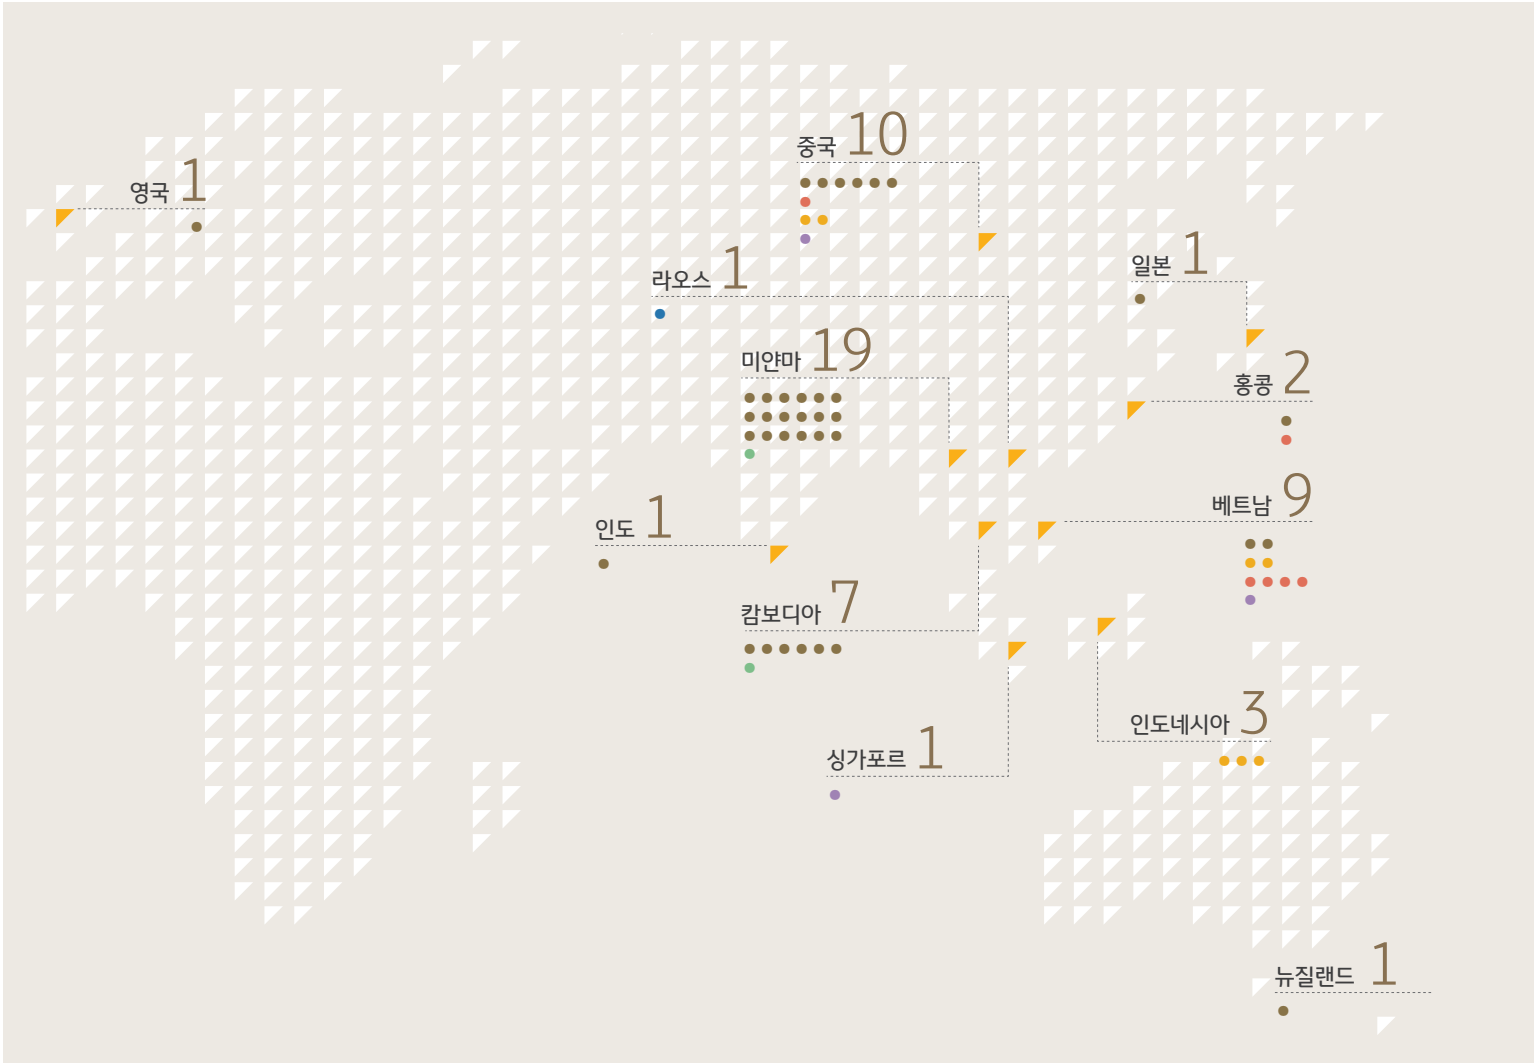 중국 10
영국 1
일본 1
라오스 1
미얀마 19
홍콩 2
베트남 9
인도 1
캄보디아 7
인도네시아 3
싱가포르 1
뉴질랜드 1